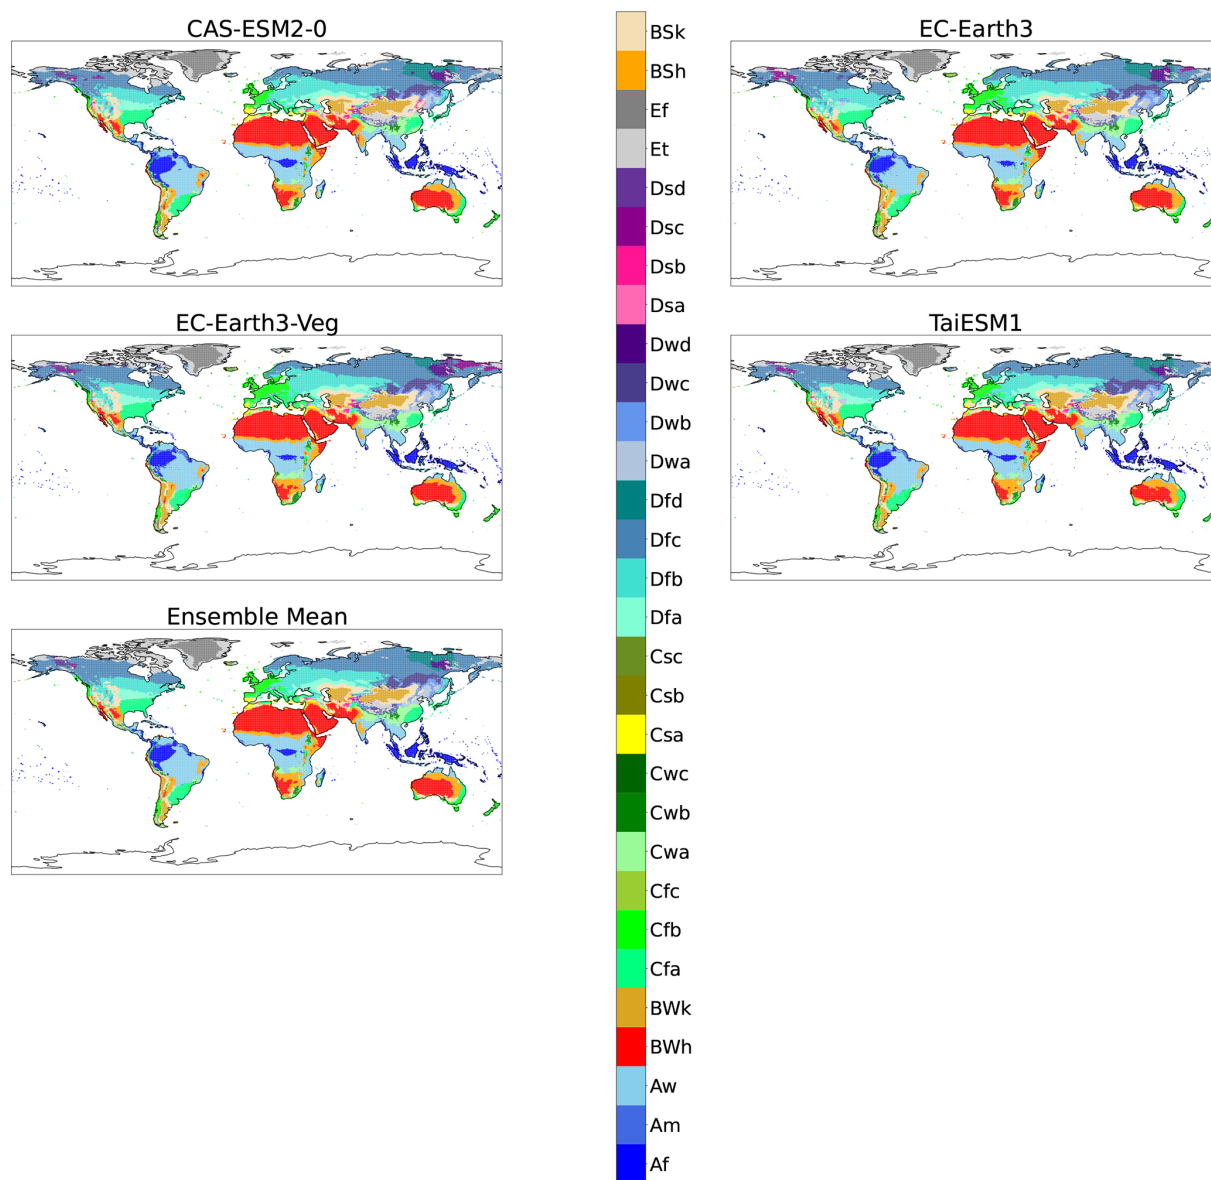 CAS-ESM2-0
EC-Earth3
EC-Earth3-Veg
TaiESM1
Ensemble Mean
BSk
BSh
Ef
Et
Dsd
Dsc
Dsb
Dsa
Dwd
Dwc
Dwb
Dwa
Dfd
Dfc
Dfb
Dfa
Csc
Csb
Csa
Cwc
Cwb
Cwa
Cfc
Cfb
Cfa
BWk
BWh
Aw
Am
Af